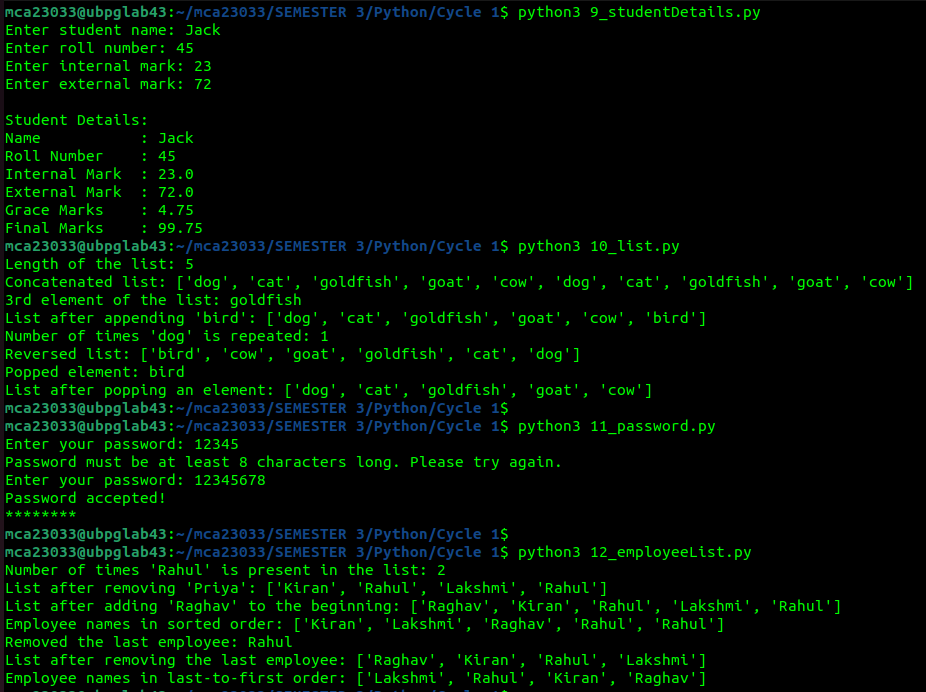 mca23033@ubpglab43:~/mca23033/SEMESTER 3/Python/Cycle 1$ python3 9_studentDetails.py
Enter student name: Jack
Enter roll number: 45
Enter internal mark: 23
Enter external mark: 72

Student Details:
Name           : Jack
Roll Number    : 45
Internal Mark  : 23.0
External Mark  : 72.0
Grace Marks    : 4.75
Final Marks    : 99.75
mca23033@ubpglab43:~/mca23033/SEMESTER 3/Python/Cycle 1$ python3 10_list.py
Length of the list: 5
Concatenated list: ['dog', 'cat', 'goldfish', 'goat', 'cow', 'dog', 'cat', 'goldfish', 'goat', 'cow']
3rd element of the list: goldfish
List after appending 'bird': ['dog', 'cat', 'goldfish', 'goat', 'cow', 'bird']
Number of times 'dog' is repeated: 1
Reversed list: ['bird', 'cow', 'goat', 'goldfish', 'cat', 'dog']
Popped element: bird
List after popping an element: ['dog', 'cat', 'goldfish', 'goat', 'cow']
mca23033@ubpglab43:~/mca23033/SEMESTER 3/Python/Cycle 1$
mca23033@ubpglab43:~/mca23033/SEMESTER 3/Python/Cycle 1$ python3 11_password.py
Enter your password: 12345
Password must be at least 8 characters long. Please try again.
Enter your password: 12345678
Password accepted!
********
mca23033@ubpglab43:~/mca23033/SEMESTER 3/Python/Cycle 1$
mca23033@ubpglab43:~/mca23033/SEMESTER 3/Python/Cycle 1$ python3 12_employeeList.py
Number of times 'Rahul' is present in the list: 2
List after removing 'Priya': ['Kiran', 'Rahul', 'Lakshmi', 'Rahul']
List after adding 'Raghav' to the beginning: ['Raghav', 'Kiran', 'Rahul', 'Lakshmi', 'Rahul']
Employee names in sorted order: ['Kiran', 'Lakshmi', 'Raghav', 'Rahul', 'Rahul']
Removed the last employee: Rahul
List after removing the last employee: ['Raghav', 'Kiran', 'Rahul', 'Lakshmi']
Employee names in last-to-first order: ['Lakshmi', 'Rahul', 'Kiran', 'Raghav']